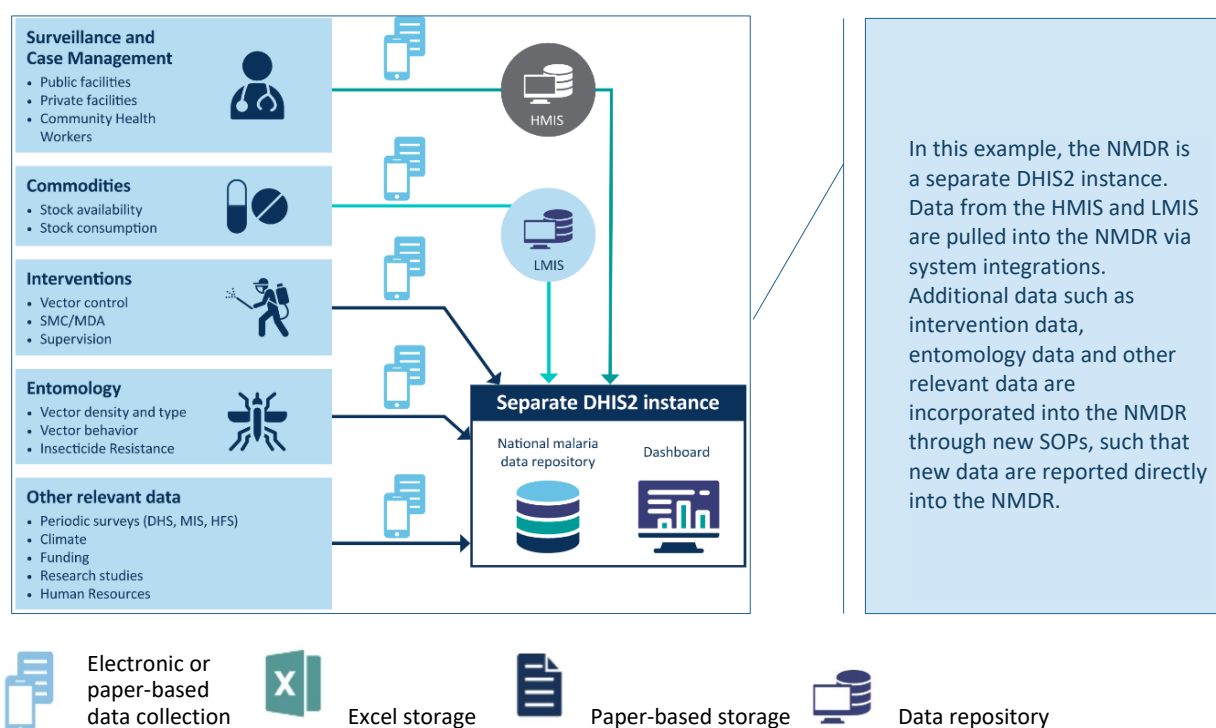 Surveillance and
Case Management
• Public facilities
• Private facilities
• Community Health
Workers
HMIS
Commodities
• Stock availability
• Stock consumption
LMIS
Interventions
• Vector control
• SMC/MDA
• Supervision
Entomology
• Vector density and type
• Vector behavior
• Insecticide Resistance
Other relevant data
• Periodic surveys (DHS, MIS, HFS)
• Climate
• Funding
• Research studies
• Human Resources
Separate DHIS2 instance
National malaria
data repository
Dashboard
In this example, the NMDR is
a separate DHIS2 instance.
Data from the HMIS and LMIS
are pulled into the NMDR via
system integrations.
Additional data such as
intervention data,
entomology data and other
relevant data are
incorporated into the NMDR
through new SOPs, such that
new data are reported directly
into the NMDR.
Electronic or
paper-based
data collection
X
Excel storage
Paper-based storage
Data repository